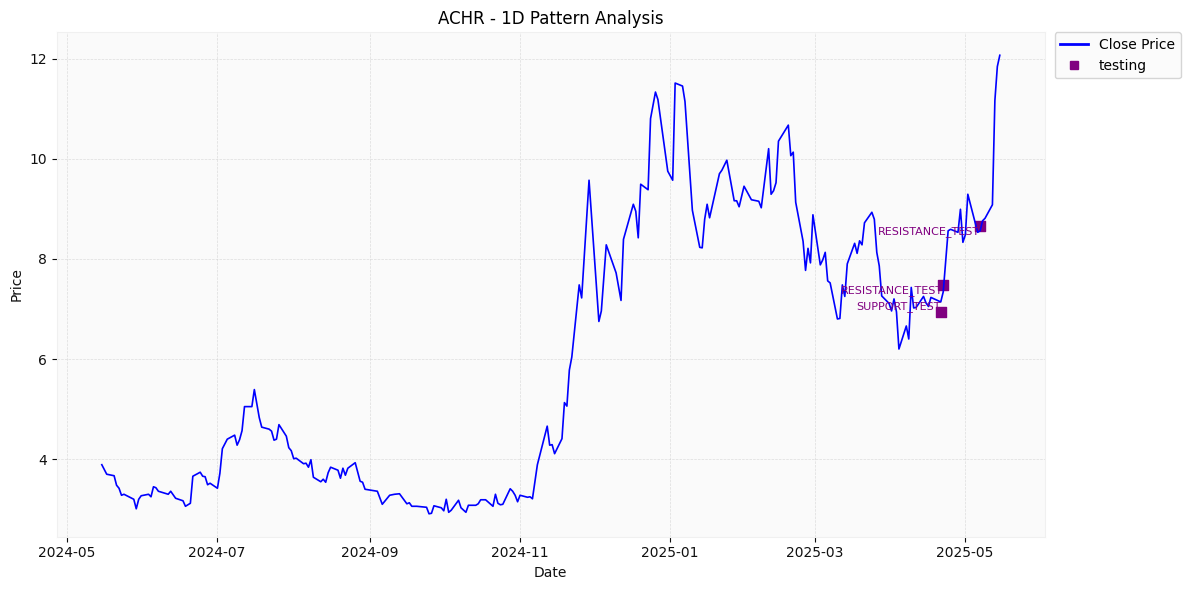 ACHR - 1D Pattern Analysis
Close Price
testing
12
10
8
6
4
Price
RESISTANCE_TEST
RESISTANCE_TEST
SUPPORT_TEST
2024-05
2024-07
2024-09
2024-11
2025-01
2025-03
2025-05
Date